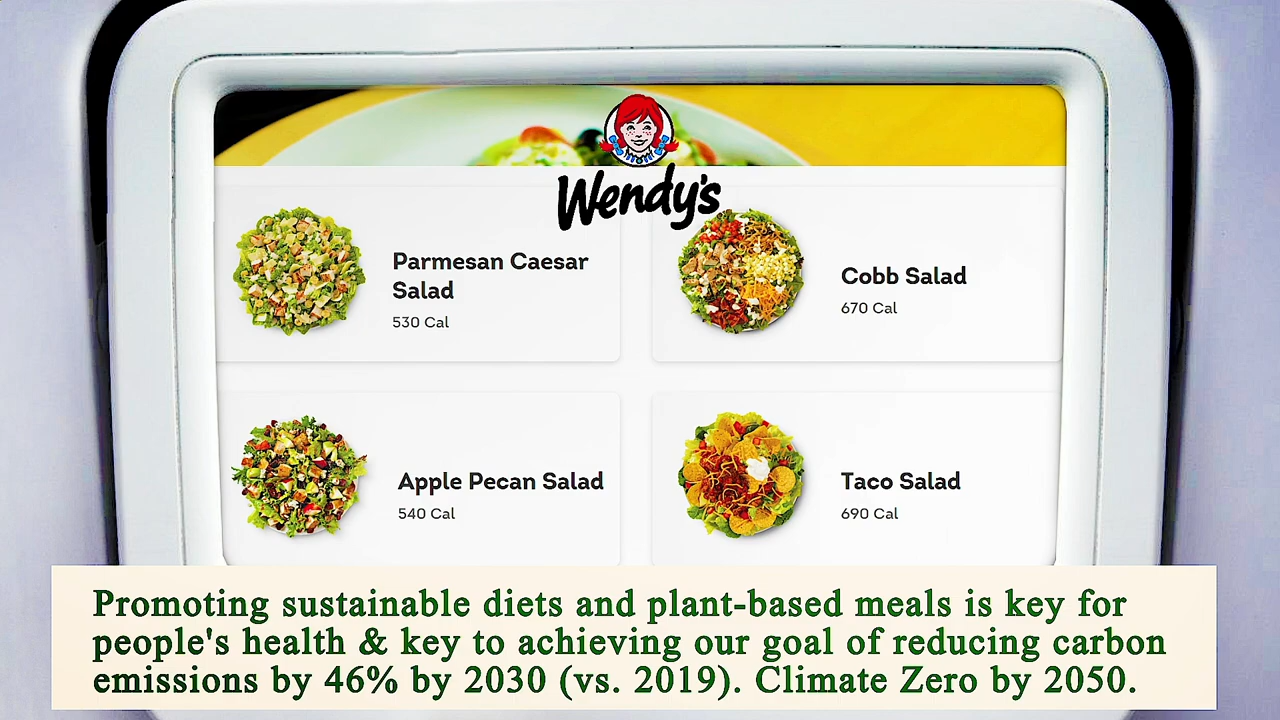 Wendy's
Parmesan Caesar
Salad
530 Cal
Cobb Salad
670 Cal
Apple Pecan Salad
540 Cal
Taco Salad
690 Cal
Promoting sustainable diets and plant-based meals is key for
people's health & key to achieving our goal of reducing carbon
emissions by 46% by 2030 (vs. 2019). Climate Zero by 2050.